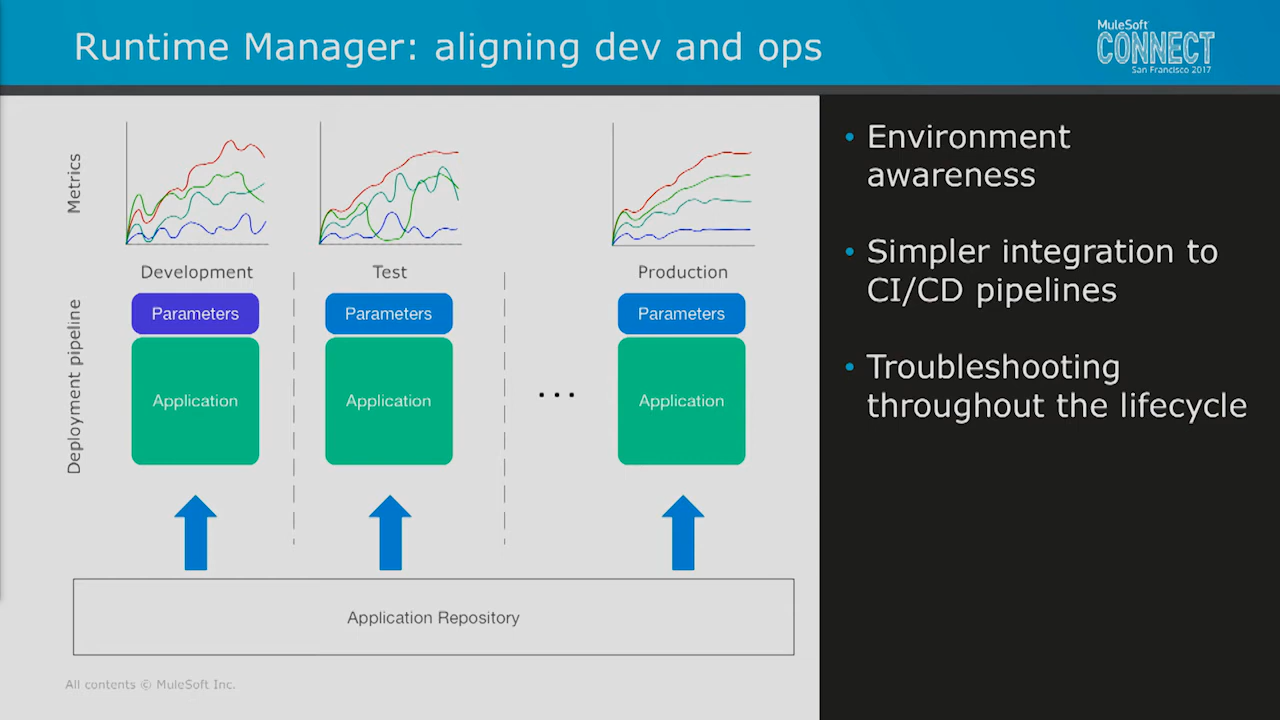 Runtime Manager: aligning dev and ops
MuleSoft
CONNECT
San Francisco 2017
Metrics
Development
Test
Production
Deployment pipeline
Parameters
Parameters
Parameters
Application
Application
. . .
Application
Application Repository
All contents © MuleSoft Inc.
• Environment
awareness
• Simpler integration to
CI/CD pipelines
• Troubleshooting
throughout the lifecycle